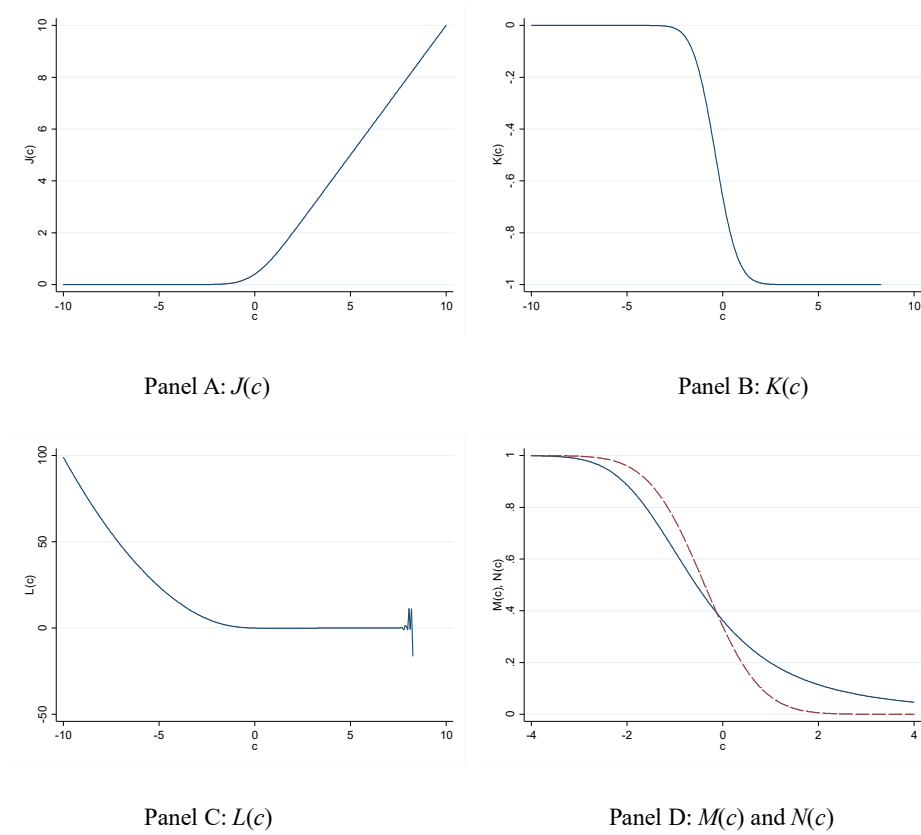 10
8
6
4
2
0
J(c)
-10 -5 0 5 10
c
0
-.2
-.4
-.6
-.8
-1
K(c)
-10 -5 0 5 10
c
Panel A: J(c)
Panel B: K(c)
100
50
0
-50
L(c)
-10 -5 0 5 10
c
1
.8
.6
.4
.2
0
M(c), N(c)
-4 -2 0 2 4
c
Panel C: L(c)
Panel D: M(c) and N(c)